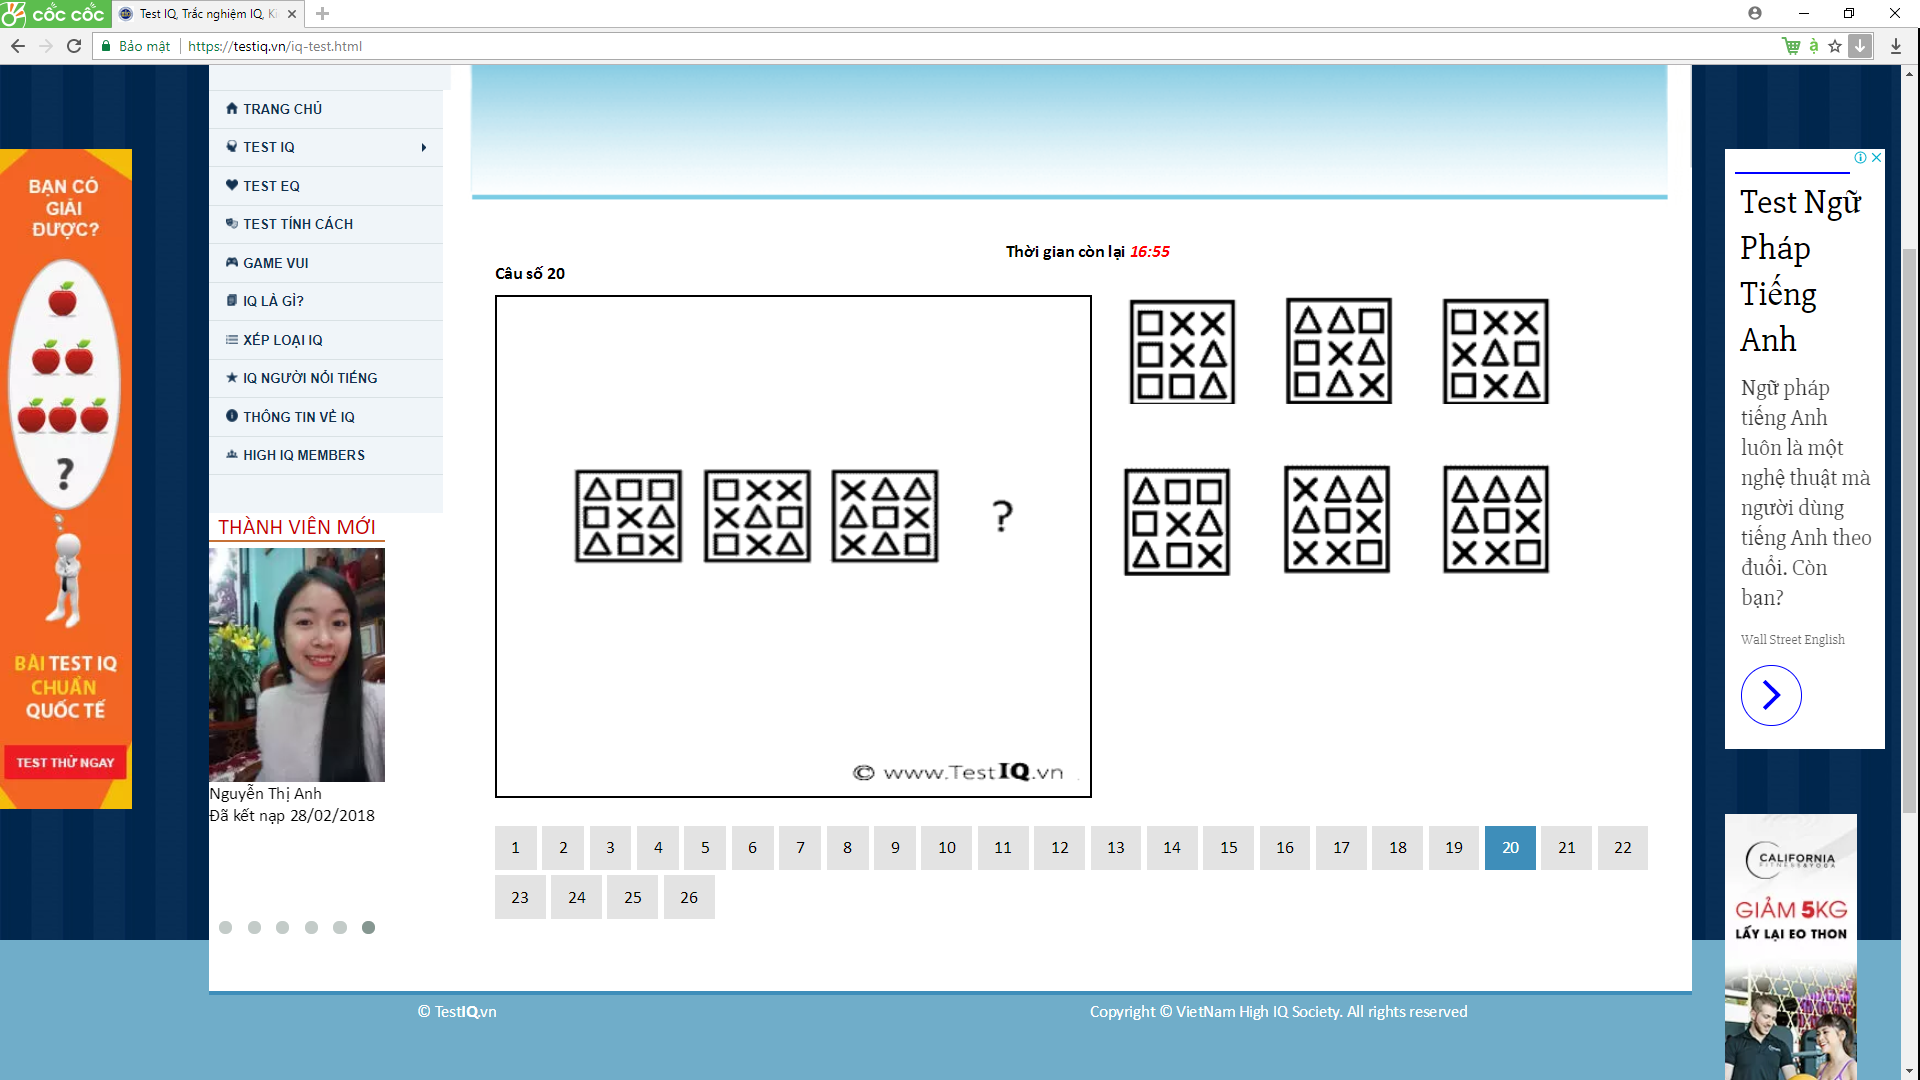 cốc cốc
Test IQ, Trắc nghiệm IQ, Ki
Bảo mật
https://testiq.vn/iq-test.html
TRANG CHỦ
TEST IQ
TEST EQ
TEST TÍNH CÁCH
GAME VUI
IQ LÀ GÌ?
XẾP LOẠI IQ
IQ NGƯỜI NỔI TIẾNG
THÔNG TIN VỀ IQ
HIGH IQ MEMBERS
THÀNH VIÊN MỚI
Nguyễn Thị Anh
Đã kết nạp 28/02/2018
BẠN CÓ
GIẢI
ĐƯỢC?
?
BÀI TEST IQ
CHUẨN
QUỐC TẾ
TEST THỬ NGAY
Thời gian còn lại 16:55
Câu số 20
?
© www.TestIQ.vn
1 2 3 4 5 6 7 8 9 10 11 12 13 14 15 16 17 18 19 20 21 22
23 24 25 26
Test Ngữ
Pháp
Tiếng
Anh
Ngữ pháp
tiếng Anh
luôn là một
nghệ thuật mà
người dùng
tiếng Anh theo
đuổi. Còn
bạn?
Wall Street English
CALIFORNIA
FITNESS & YOGA
GIẢM 5KG
LẤY LẠI EO THON
© TestIQ.vn
Copyright © VietNam High IQ Society. All rights reserved